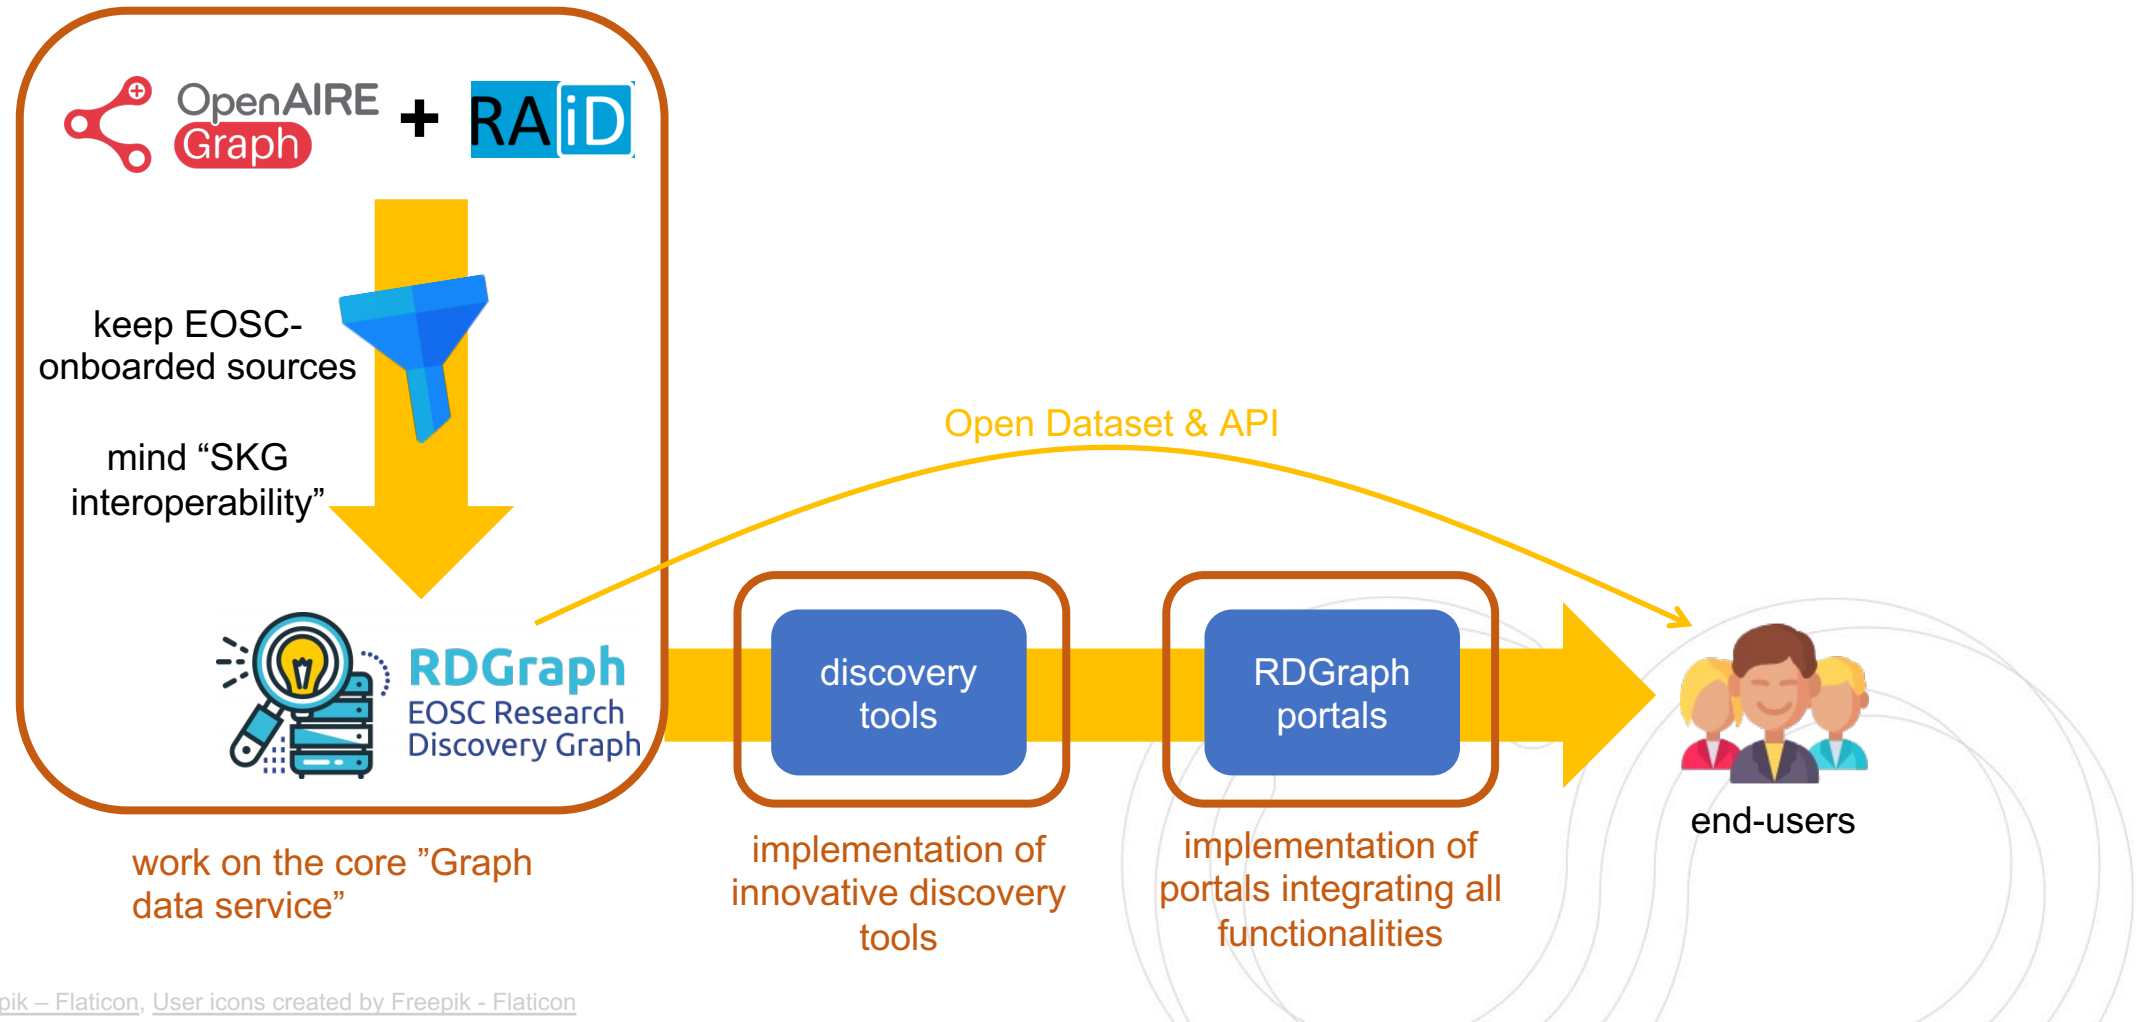 OpenAIRE
Graph
+
RAiD
keep EOSC-
onboarded sources
mind “SKG
interoperability”
RDGraph
EOSC Research
Discovery Graph
work on the core ”Graph
data service”
Open Dataset & API
discovery
tools
implementation of
innovative discovery
tools
RDGraph
portals
implementation of
portals integrating all
functionalities
end-users
– Flaticon, User icons created by Freepik - Flaticon